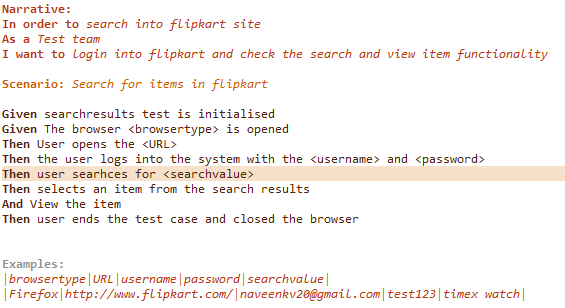 Narrative:
In order to search into flipkart site
As a Test team
I want to login into flipkart and check the search and view item functionality
Scenario: Search for items in flipkart
Given searchresults test is initialised
Given The browser <browsertype> is opened
Then User opens the <URL>
Then the user logs into the system with the <username> and <password>
Then user searhces for <searchvalue>
Then selects an item from the search results
And View the item
Then user ends the test case and closed the browser
Examples:
|browsertype|URL|username|password|searchvalue|
|Firefox|http://www.flipkart.com/|naveenkv20@gmail.com|test123|timex watch|